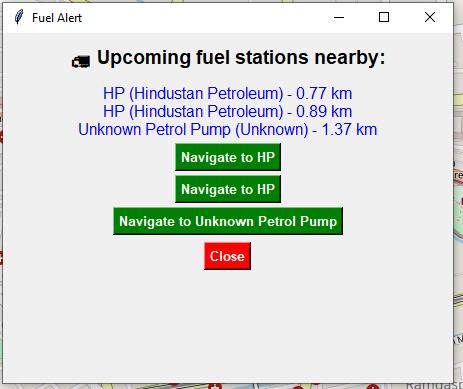 Fuel Alert
Upcoming fuel stations nearby:
HP (Hindustan Petroleum) - 0.77 km
HP (Hindustan Petroleum) - 0.89 km
Unknown Petrol Pump (Unknown) - 1.37 km
Navigate to HP
Navigate to HP
Navigate to Unknown Petrol Pump
Close